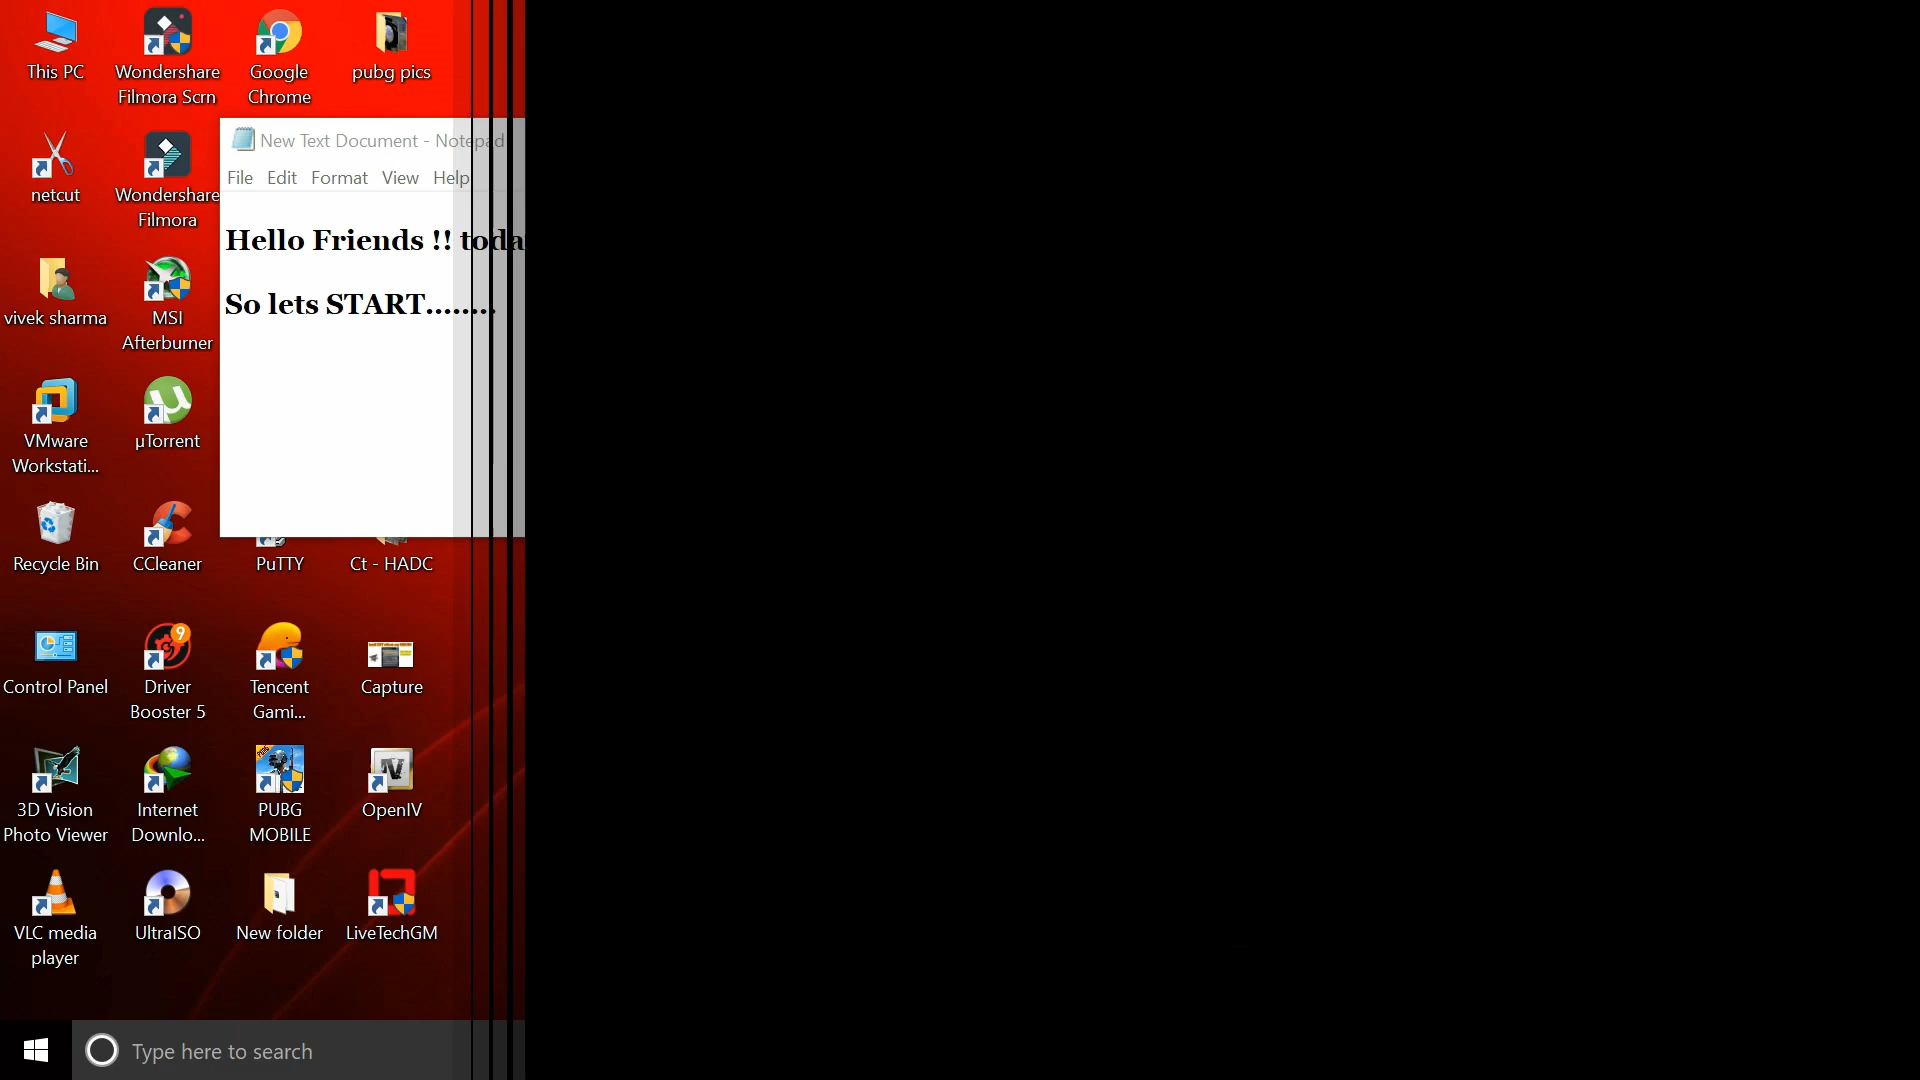 This PC
Wondershare
Filmora Scrn
Google
Chrome
pubg pics
netcut
Wondershare
Filmora
New Text Document - Notepad
File Edit Format View Help
Hello Friends !! toda
So lets START........
vivek sharma
MSI
Afterburner
VMware
Workstati...
µTorrent
Recycle Bin
CCleaner
PuTTY
Ct - HADC
Control Panel
Driver
Booster 5
9
Tencent
Gami...
Capture
3D Vision
Photo Viewer
Internet
Downlo...
PUBG
MOBILE
OpenIV
VLC media
player
UltraISO
New folder
LiveTechGM
Type here to search